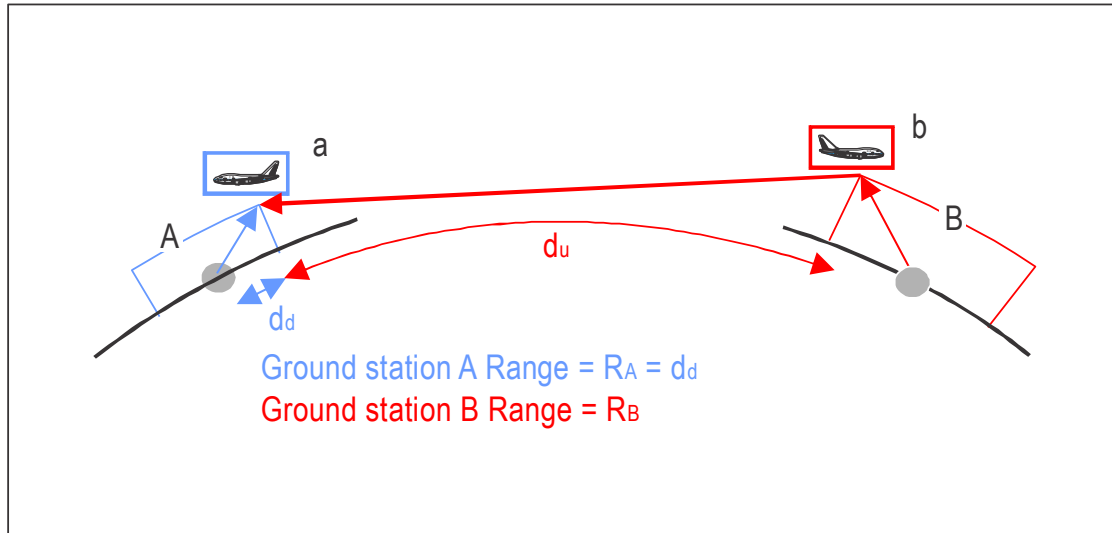 a
b
A
B
du
dd
Ground station A Range = RA = dd
Ground station B Range = RB